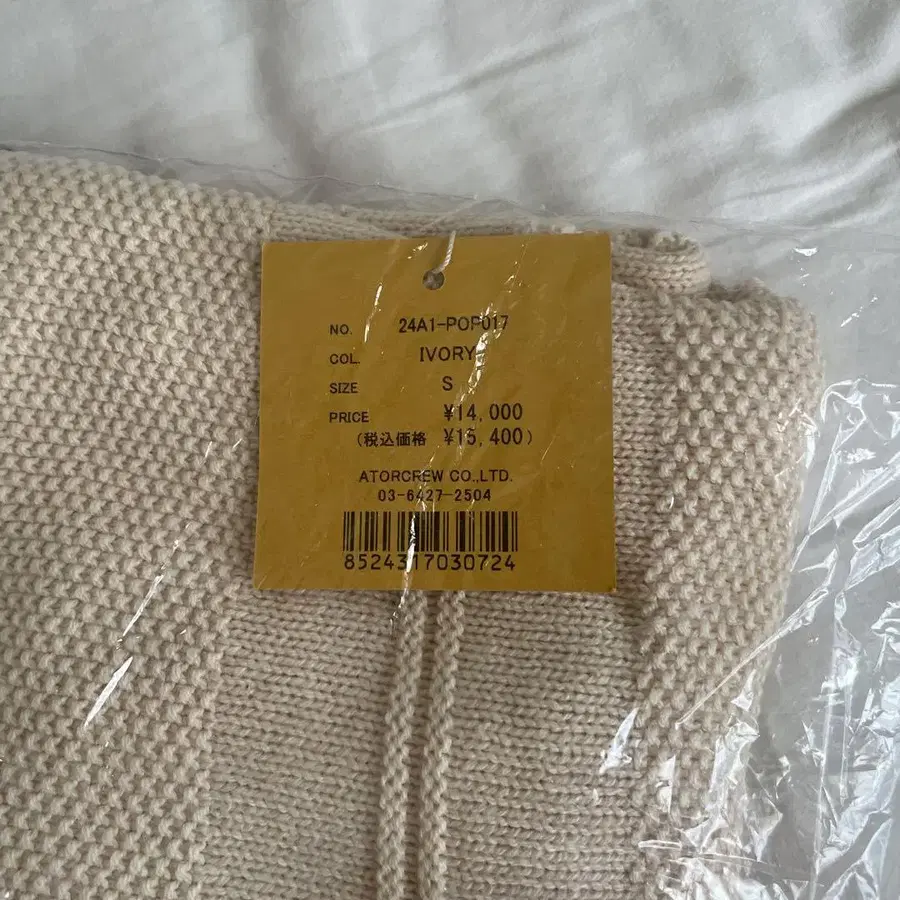 NO. 24A1-POP017
COL. IVORY
SIZE S
PRICE ¥14,000
(税込価格 ¥15,400)
ATORCREW CO.,LTD.
03-6427-2504
8524317030724